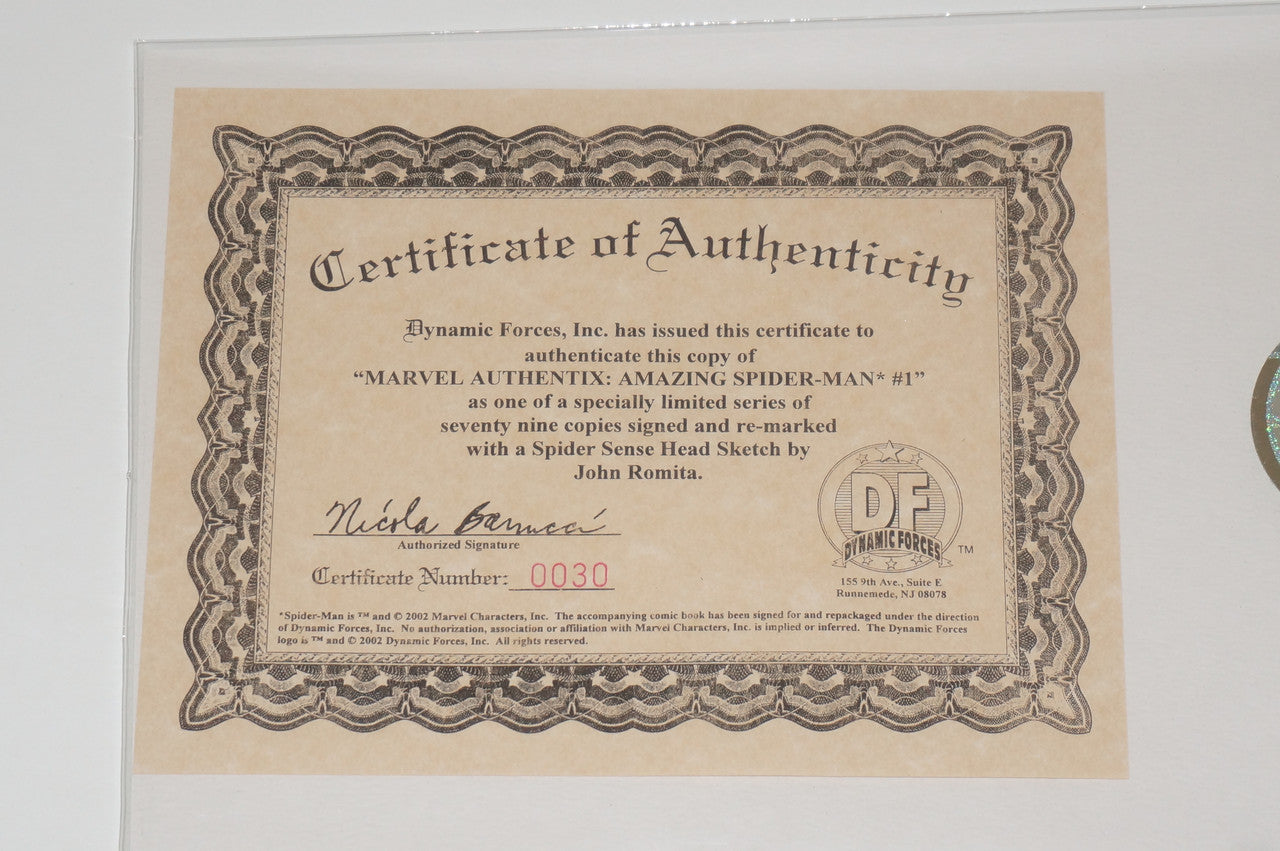 Certificate of Authenticity
Dynamic Forces, Inc. has issued this certificate to
authenticate this copy of
“MARVEL AUTHENTIX: AMAZING SPIDER-MAN* #1”
as one of a specially limited series of
seventy nine copies signed and re-marked
with a Spider Sense Head Sketch by
John Romita.
Nicola Barrucci
Authorized Signature
Certificate Number: 0030
DF
DYNAMIC FORCES
TM
155 9th Ave., Suite E
Runnemede, NJ 08078
*Spider-Man is ™ and © 2002 Marvel Characters, Inc. The accompanying comic book has been signed for and repackaged under the direction
of Dynamic Forces, Inc. No authorization, association or affiliation with Marvel Characters, Inc. is implied or inferred. The Dynamic Forces
logo is ™ and © 2002 Dynamic Forces, Inc. All rights reserved.